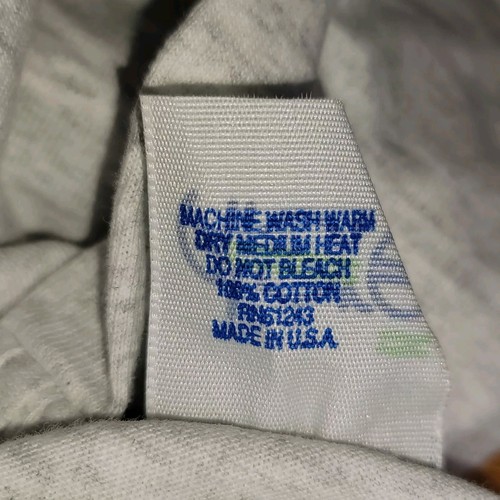 MACHINE WASH WARM
DRY MEDIUM HEAT
DO NOT BLEACH
100% COTTON
RN61243
MADE IN U.S.A.